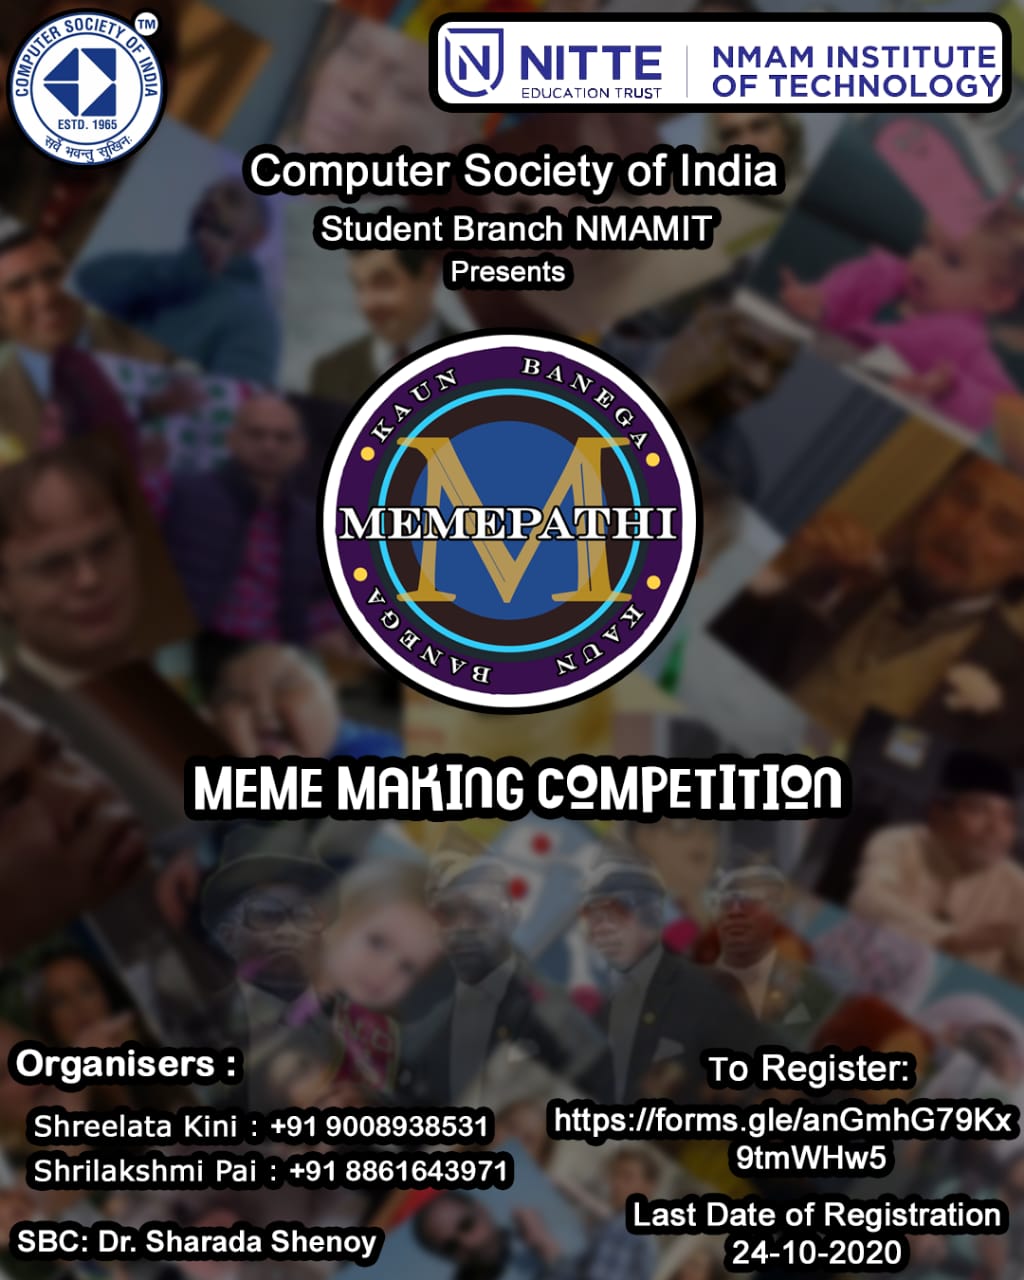 COMPUTER SOCIETY OF INDIA
TM
ESTD. 1965
सर्वे भवन्तु सुखिनः
NITTE
EDUCATION TRUST
NMAM INSTITUTE
OF TECHNOLOGY
Computer Society of India
Student Branch NMAMIT
Presents
KAUN BANEGA
MEMEPATHI
KAUN BANEGA
MEME MAKING COMPETITION
Organisers :
Shreelata Kini : +91 9008938531
Shrilakshmi Pai : +91 8861643971
SBC: Dr. Sharada Shenoy
To Register:
https://forms.gle/anGmhG79Kx
9tmWHw5
Last Date of Registration
24-10-2020